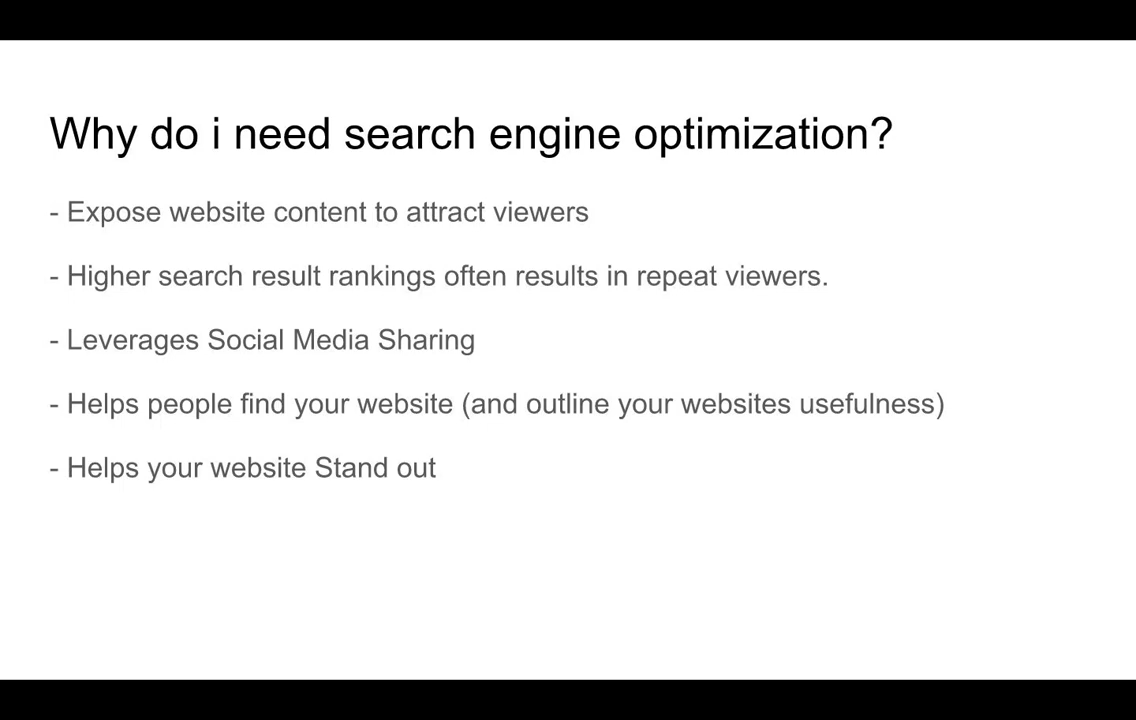 Why do i need search engine optimization?
- Expose website content to attract viewers
- Higher search result rankings often results in repeat viewers.
- Leverages Social Media Sharing
- Helps people find your website (and outline your websites usefulness)
- Helps your website Stand out